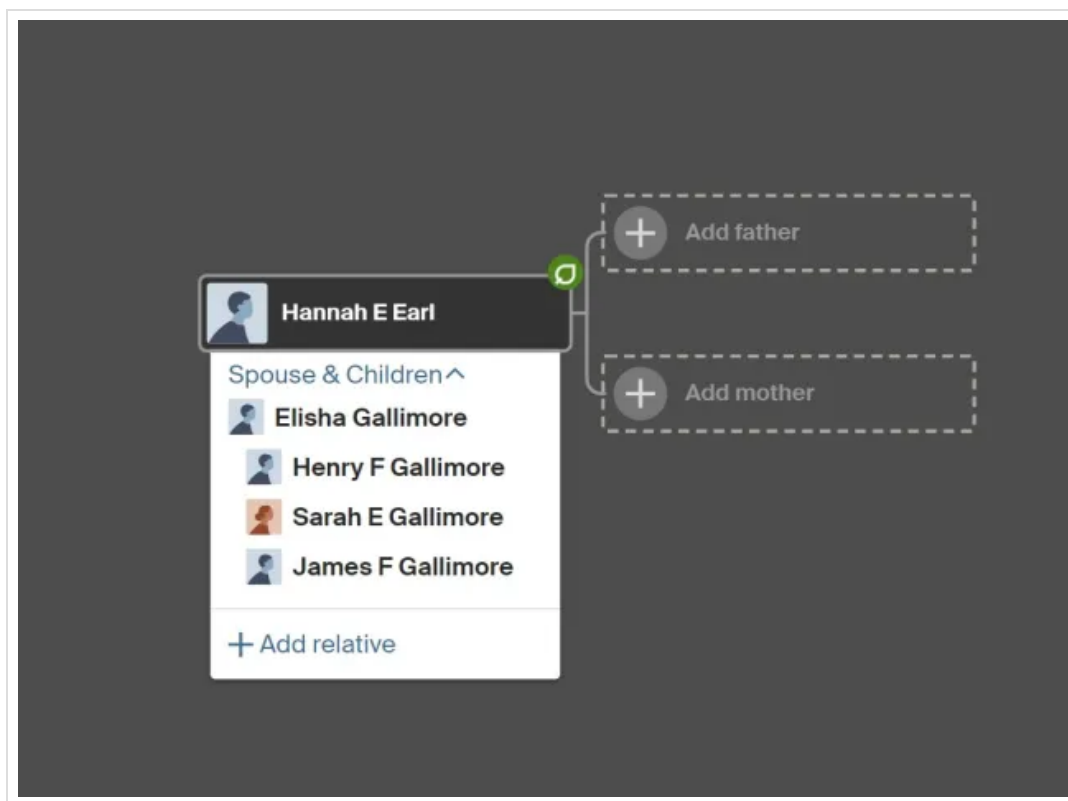 Add father
Hannah E Earl
Spouse & Children
Add mother
Elisha Gallimore
Henry F Gallimore
Sarah E Gallimore
James F Gallimore
+ Add relative